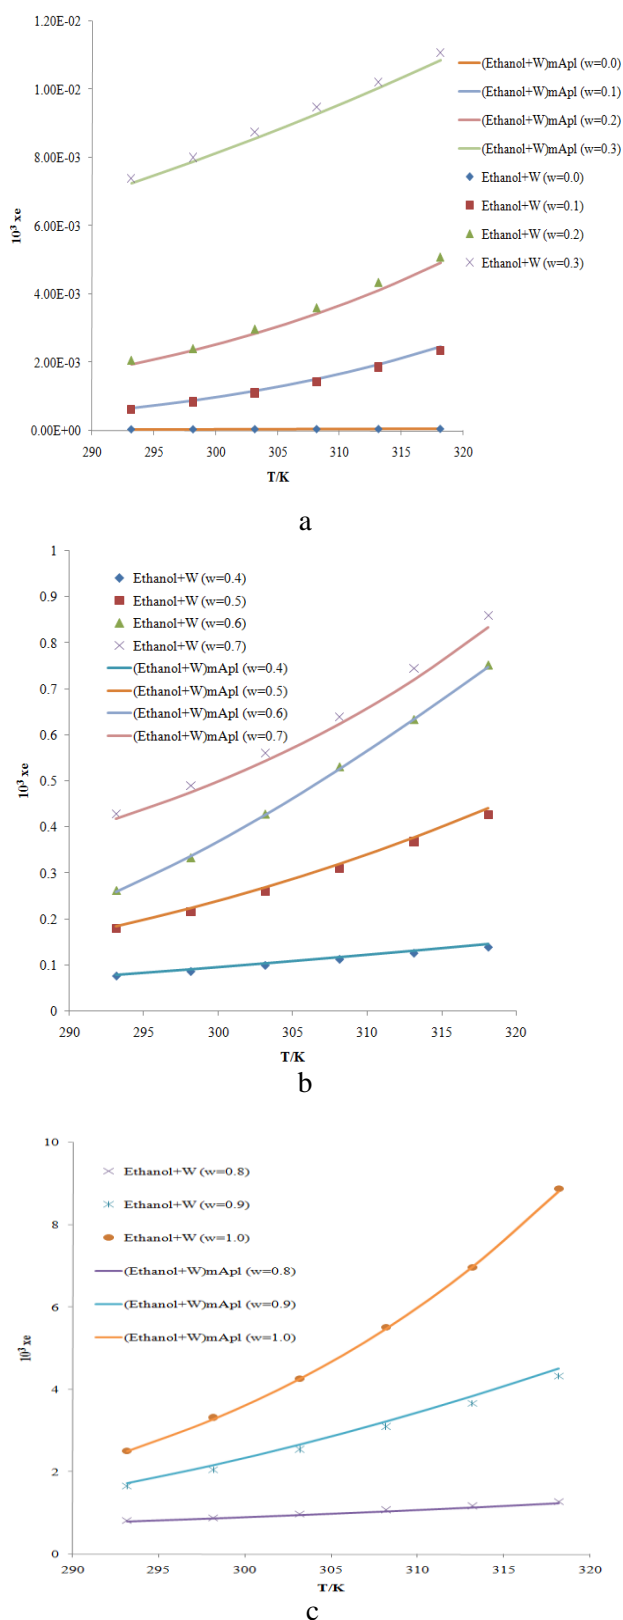 1.20E-02
1.00E-02
8.00E-03
6.00E-03
4.00E-03
2.00E-03
0.00E+00
10³ xe
290 295 300 305 310 315 320
T/K
(Ethanol+W)mApl (w=0.0)
(Ethanol+W)mApl (w=0.1)
(Ethanol+W)mApl (w=0.2)
(Ethanol+W)mApl (w=0.3)
Ethanol+W (w=0.0)
Ethanol+W (w=0.1)
Ethanol+W (w=0.2)
Ethanol+W (w=0.3)
a
1
0.9
0.8
0.7
0.6
0.5
0.4
0.3
0.2
0.1
0
10³ xe
Ethanol+W (w=0.4)
Ethanol+W (w=0.5)
Ethanol+W (w=0.6)
Ethanol+W (w=0.7)
(Ethanol+W)mApl (w=0.4)
(Ethanol+W)mApl (w=0.5)
(Ethanol+W)mApl (w=0.6)
(Ethanol+W)mApl (w=0.7)
290 295 300 305 310 315 320
T/K
b
10
8
6
4
2
0
10³ xe
Ethanol+W (w=0.8)
Ethanol+W (w=0.9)
Ethanol+W (w=1.0)
(Ethanol+W)mApl (w=0.8)
(Ethanol+W)mApl (w=0.9)
(Ethanol+W)mApl (w=1.0)
290 295 300 305 310 315 320
T/K
c